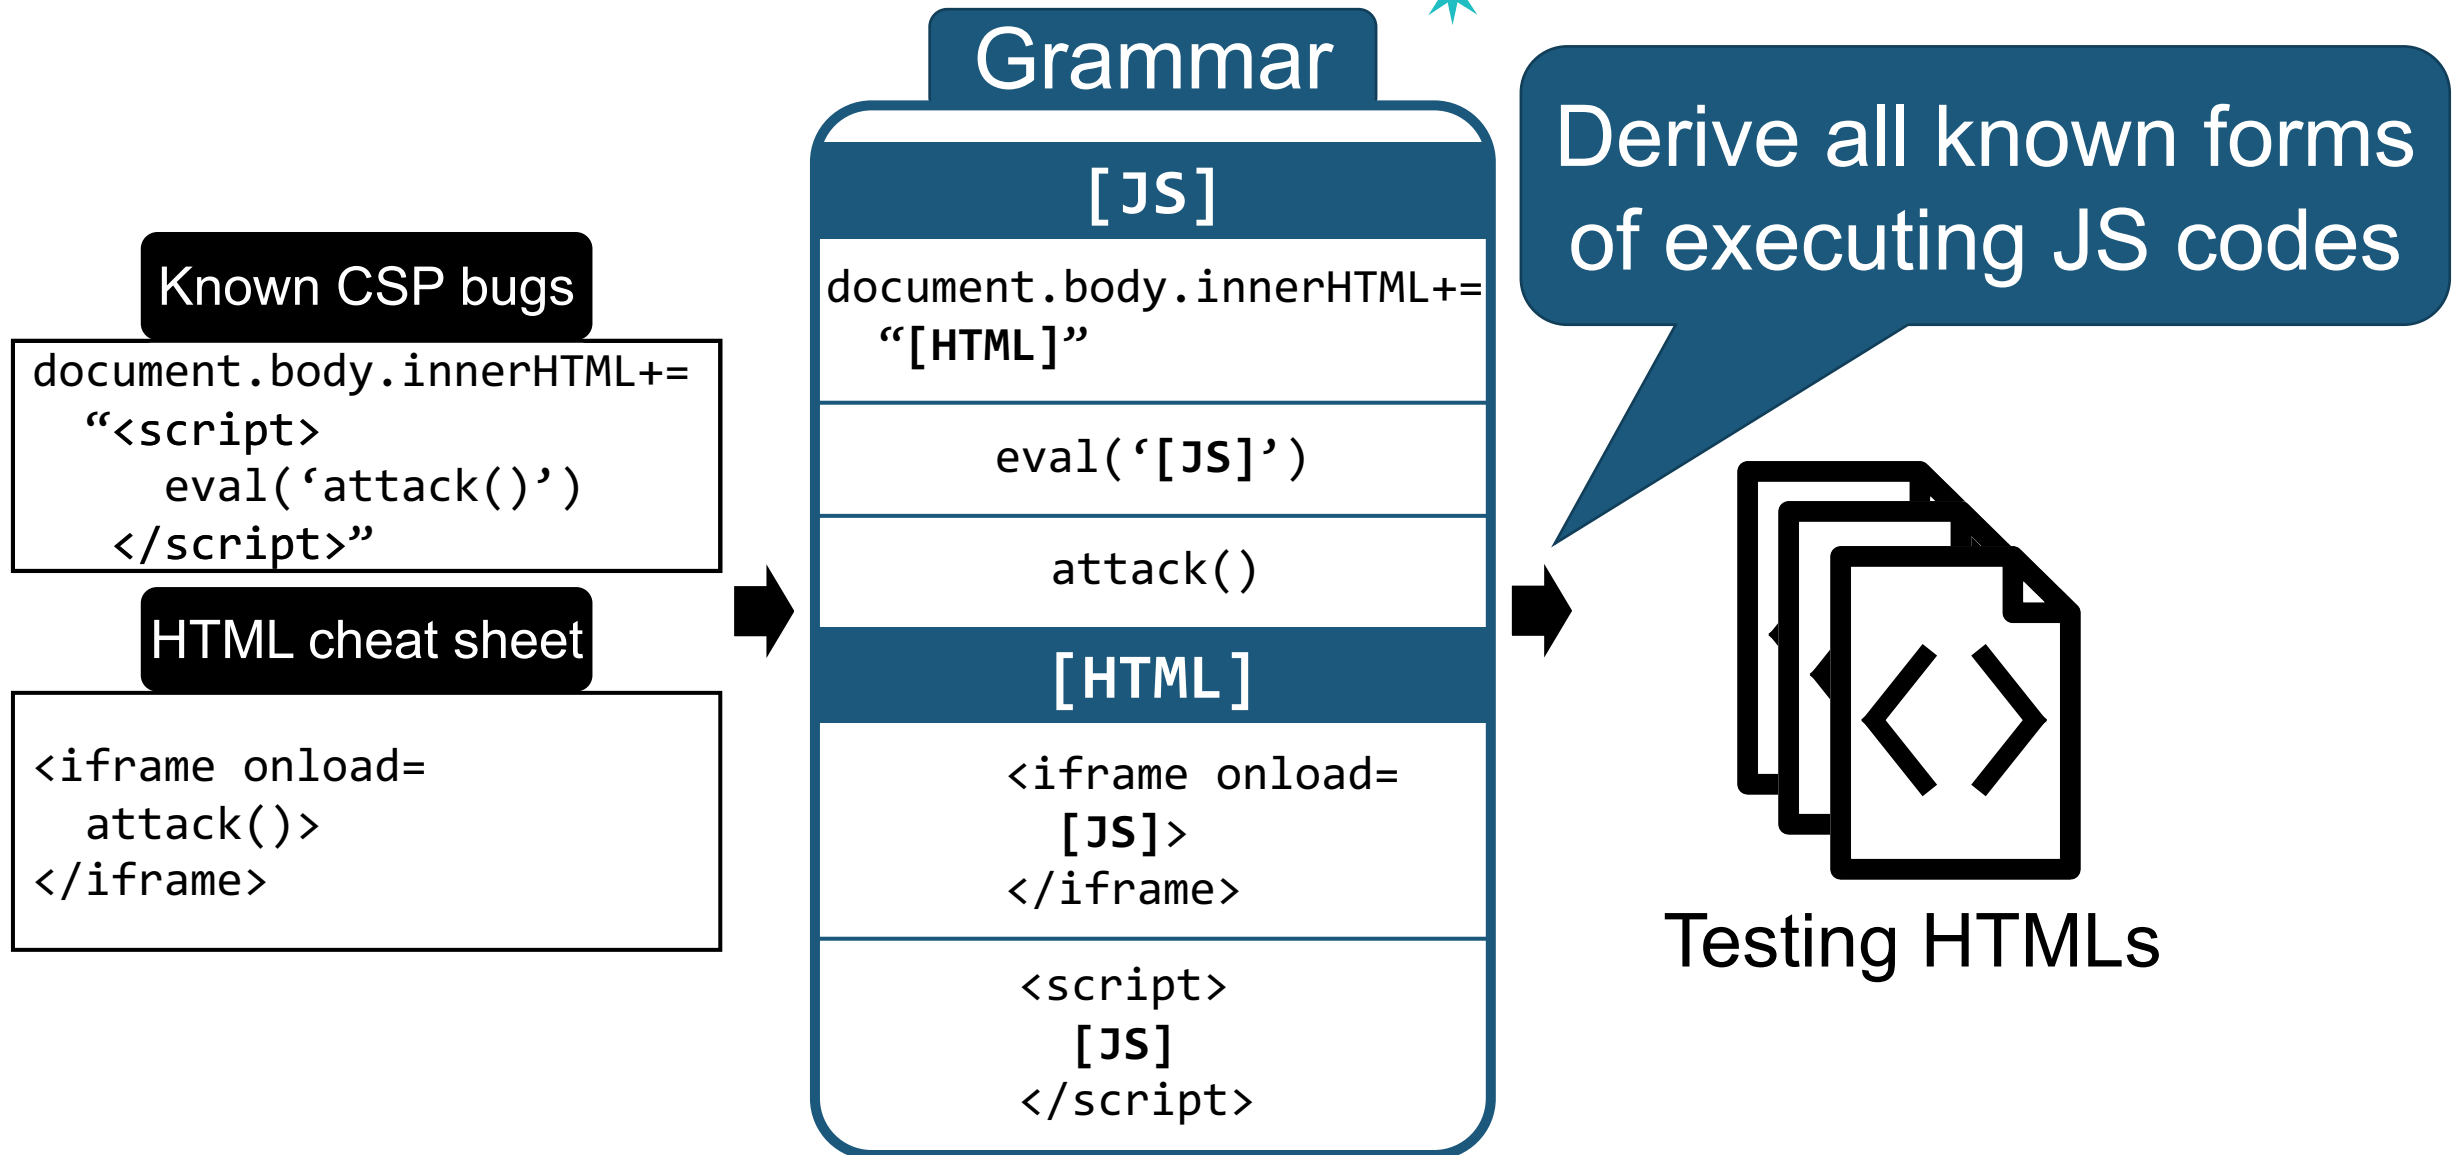 Known CSP bugs
document.body.innerHTML+=
“<script>
eval(‘attack()’)
</script>”
HTML cheat sheet
<iframe onload=
attack()>
</iframe>
Grammar
[JS]
document.body.innerHTML+=
“[HTML]”
eval(‘[JS]’)
attack()
[HTML]
<iframe onload=
[JS]>
</iframe>
<script>
[JS]
</script>
Derive all known forms
of executing JS codes
Testing HTMLs